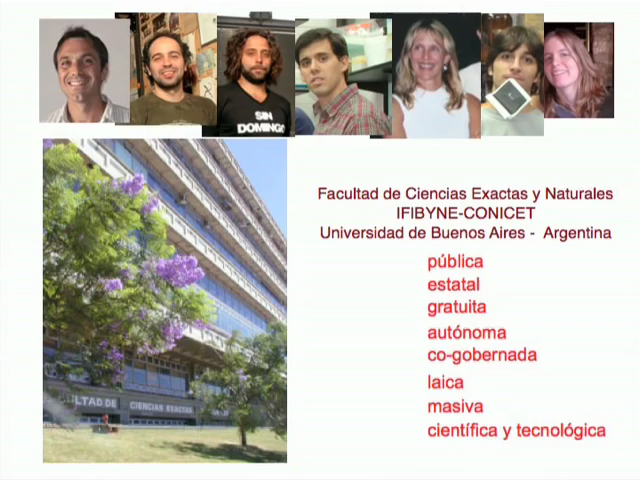 SIN
DOMINGO
Facultad de Ciencias Exactas y Naturales
IFIBYNE-CONICET
Universidad de Buenos Aires - Argentina
pública
estatal
gratuita
autónoma
co-gobernada
laica
masiva
científica y tecnológica
ULTAD DE CIENCIAS EXACTAS